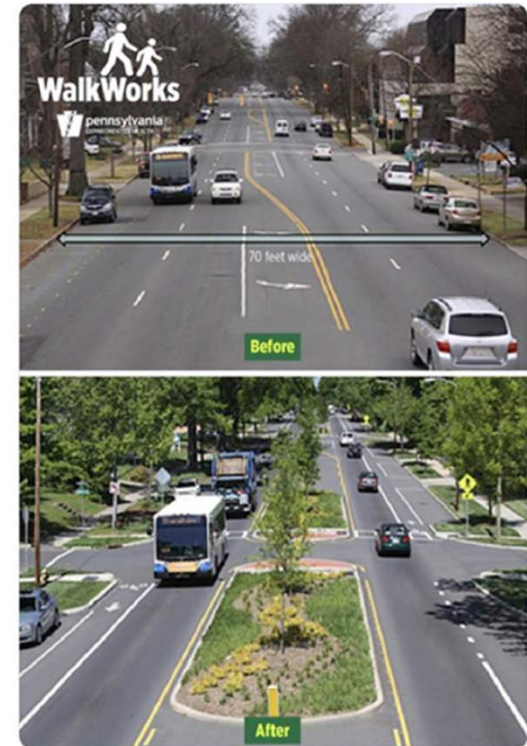 WalkWorks
pennsylvania
DEPARTMENT OF HEALTH
70 feet wide
Before
After